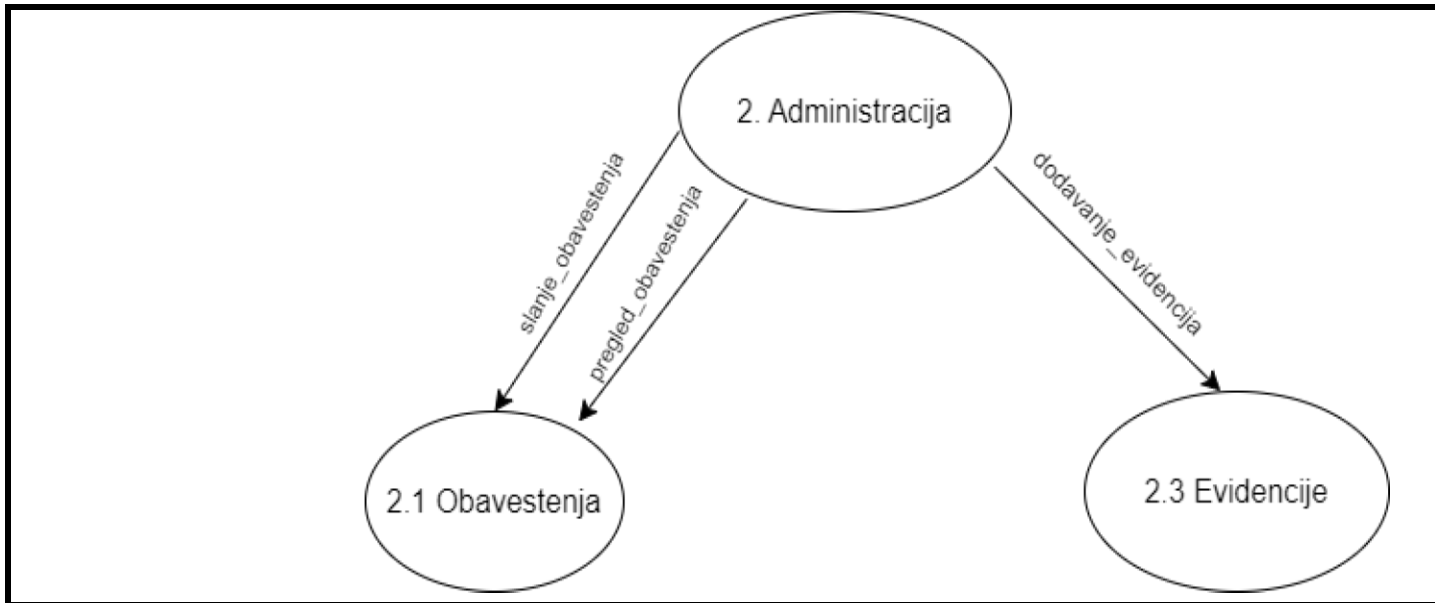 2. Administracija
slanje_obavestenja
pregled_obavestenja
dodavanje_evidencija
2.1 Obavestenja
2.3 Evidencije